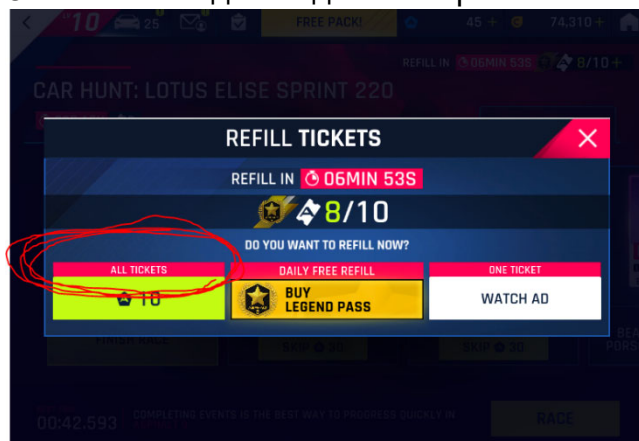 10 25 FREE PACK! 45 + 74,310 +
REFILL IN 06MIN 53S 8/10 +
CAR HUNT: LOTUS ELISE SPRINT 220
REFILL TICKETS
REFILL IN 06MIN 53S
8/10
DO YOU WANT TO REFILL NOW?
ALL TICKETS DAILY FREE REFILL ONE TICKET
10 BUY LEGEND PASS WATCH AD
FINISH RACE SKIP 30 SKIP 30
00:42.593 COMPLETING EVENTS IS THE BEST WAY TO PROGRESS QUICKLY IN RACE